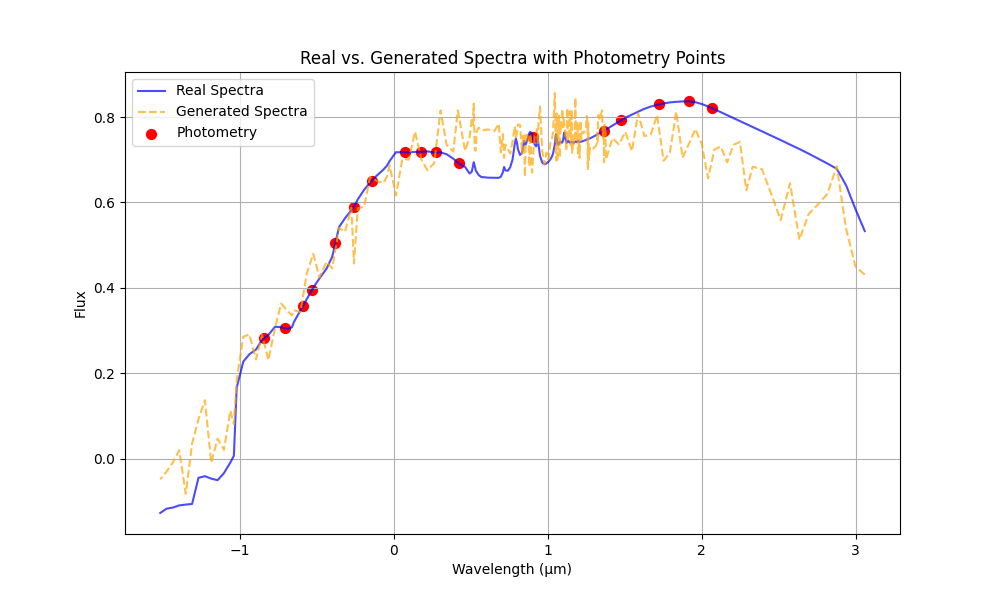 Real vs. Generated Spectra with Photometry Points
Real Spectra
Generated Spectra
Photometry
Flux
0.8
0.6
0.4
0.2
0.0
−1
0
1
2
3
Wavelength (μm)